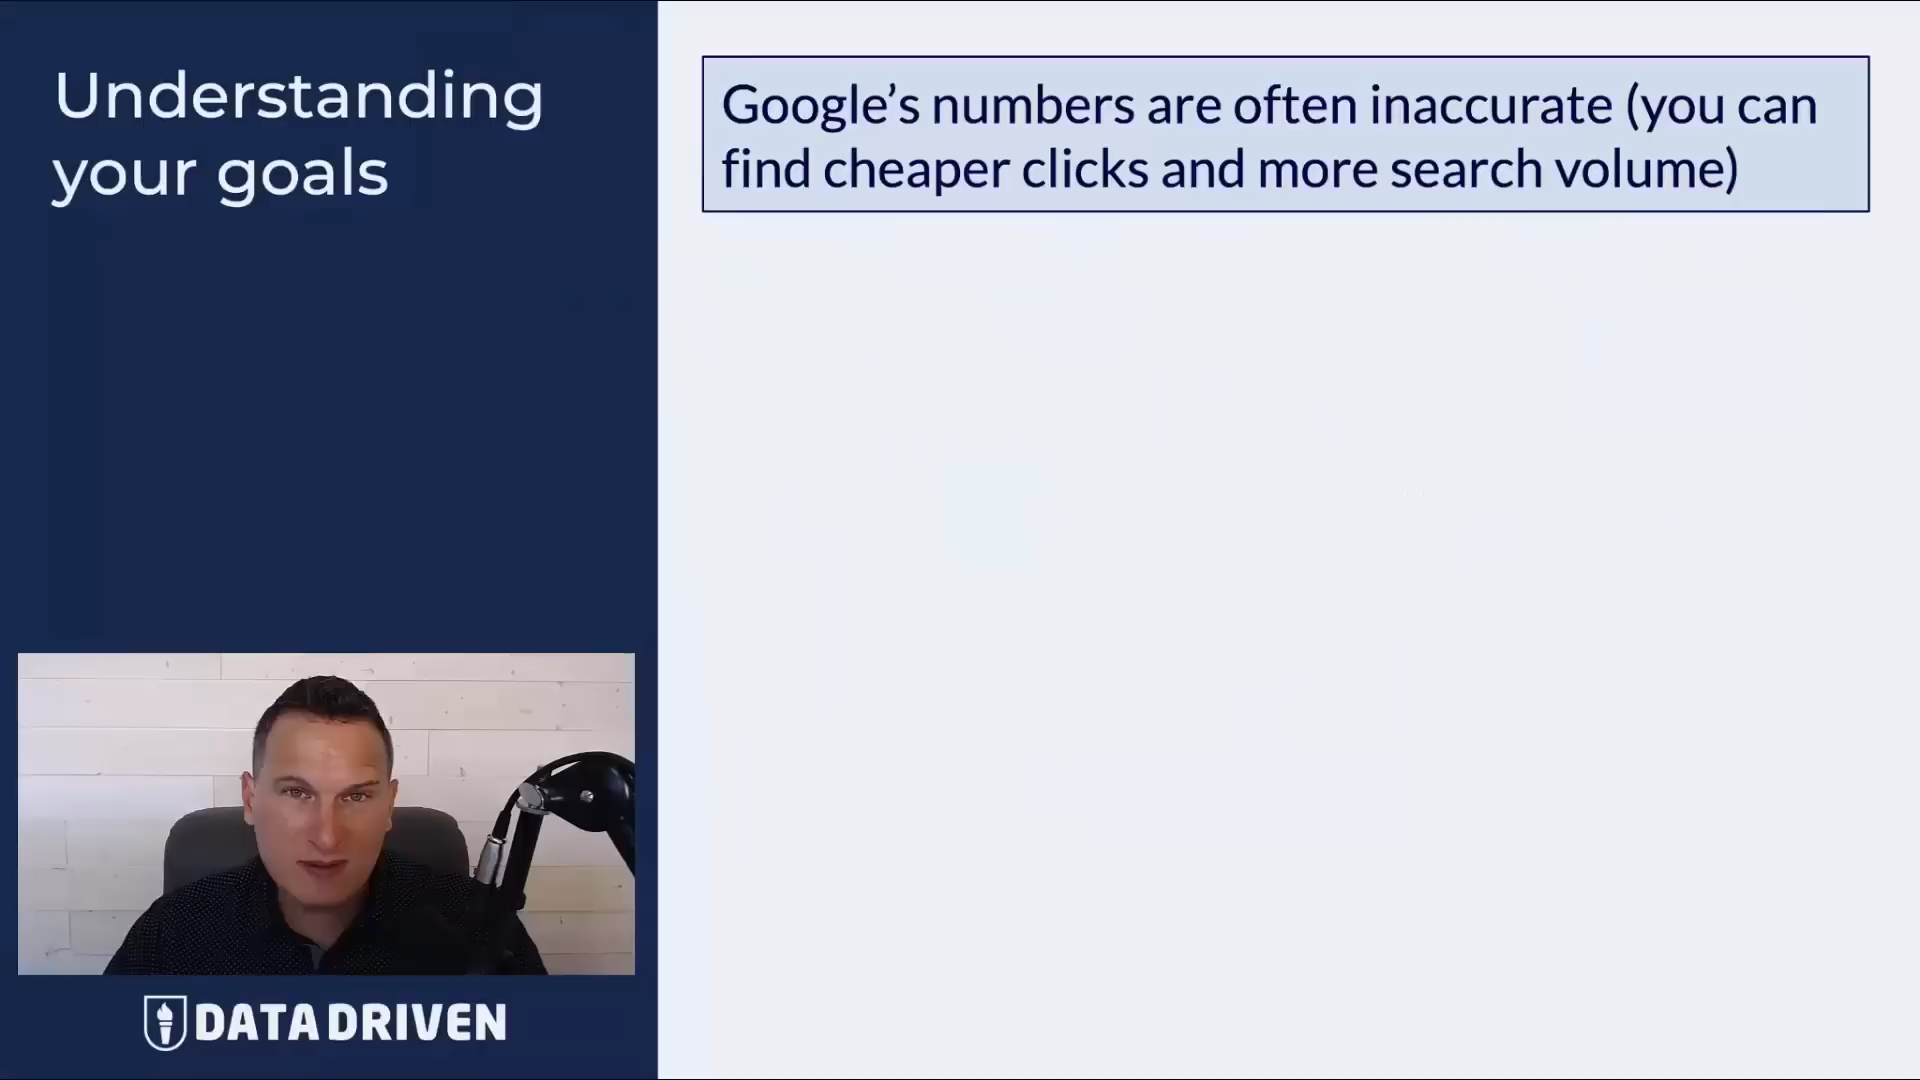 Understanding
your goals
Google’s numbers are often inaccurate (you can
find cheaper clicks and more search volume)
DATA DRIVEN